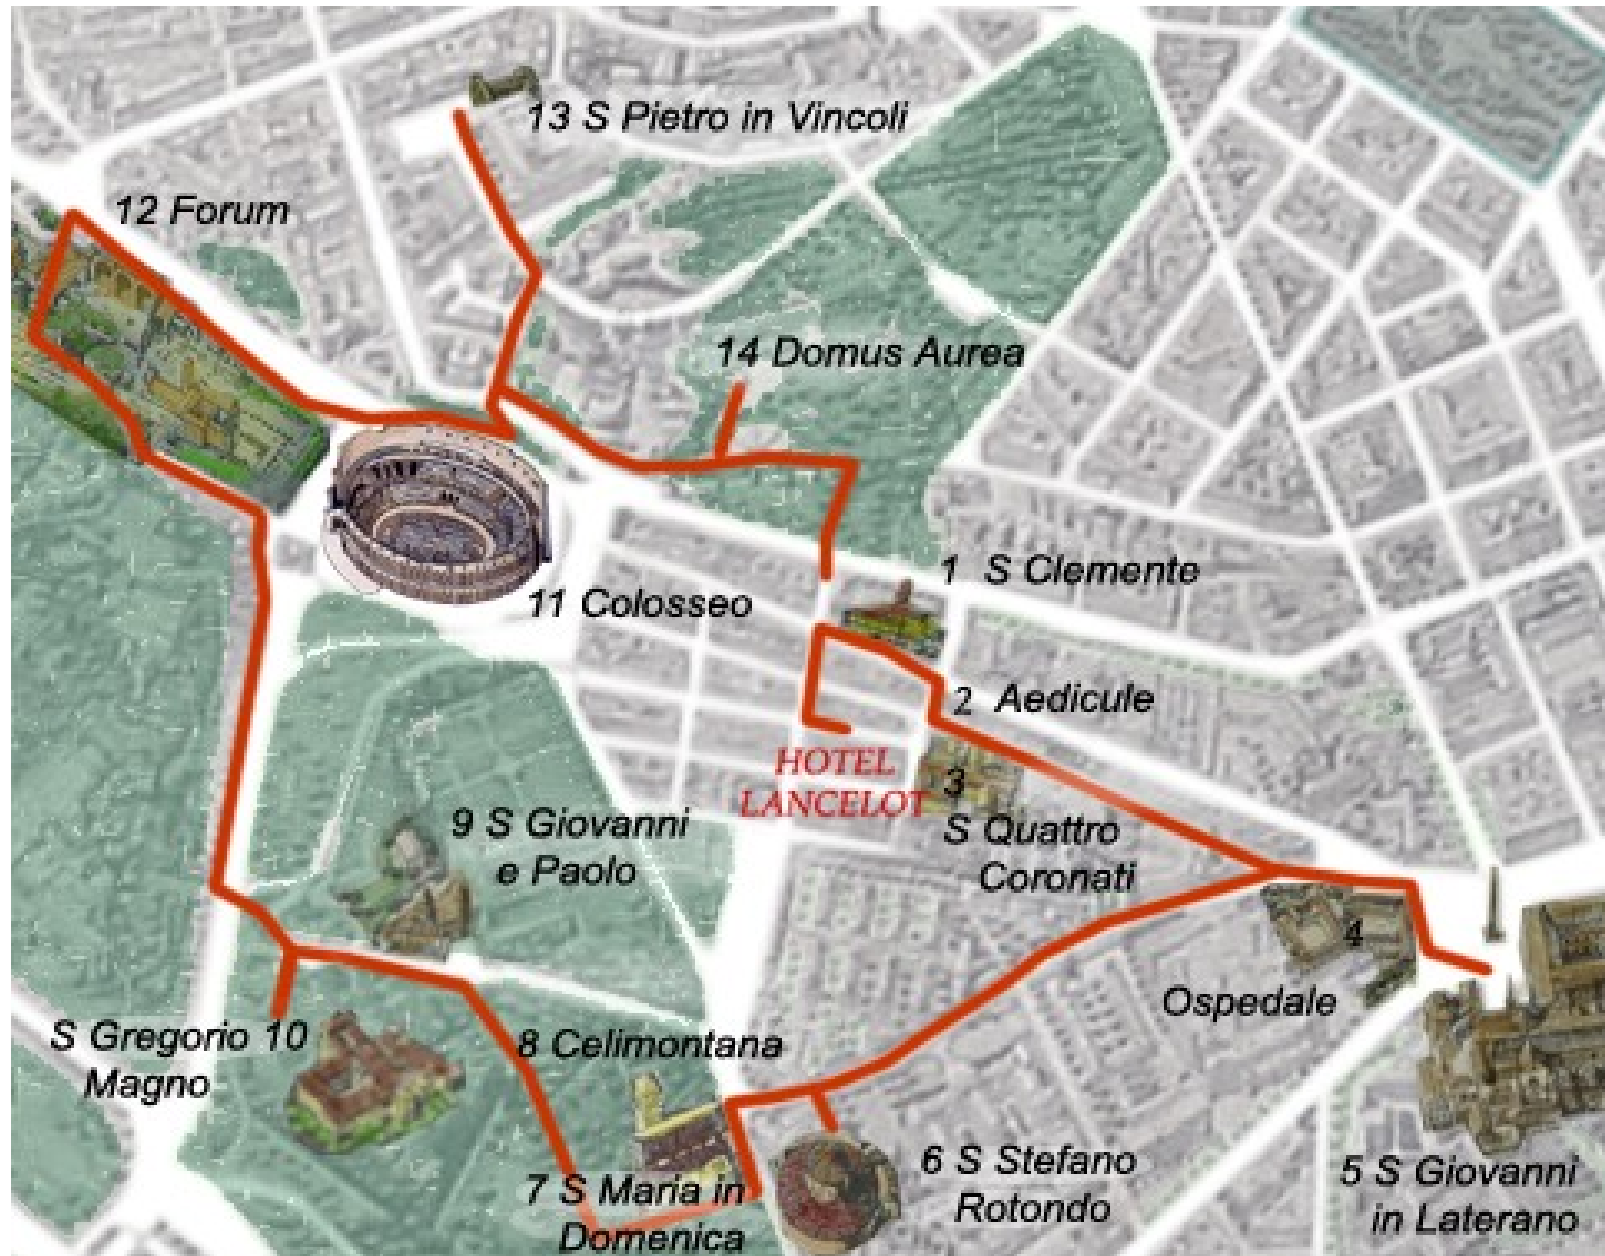 13 S Pietro in Vincoli
12 Forum
14 Domus Aurea
1 S Clemente
11 Colosseo
2 Aedicule
HOTEL
LANCELOT
3
S Quattro
Coronati
9 S Giovanni
e Paolo
4
Ospedale
S Gregorio 10
Magno
8 Celimontana
7 S Maria in
Domenica
6 S Stefano
Rotondo
5 S Giovanni
in Laterano